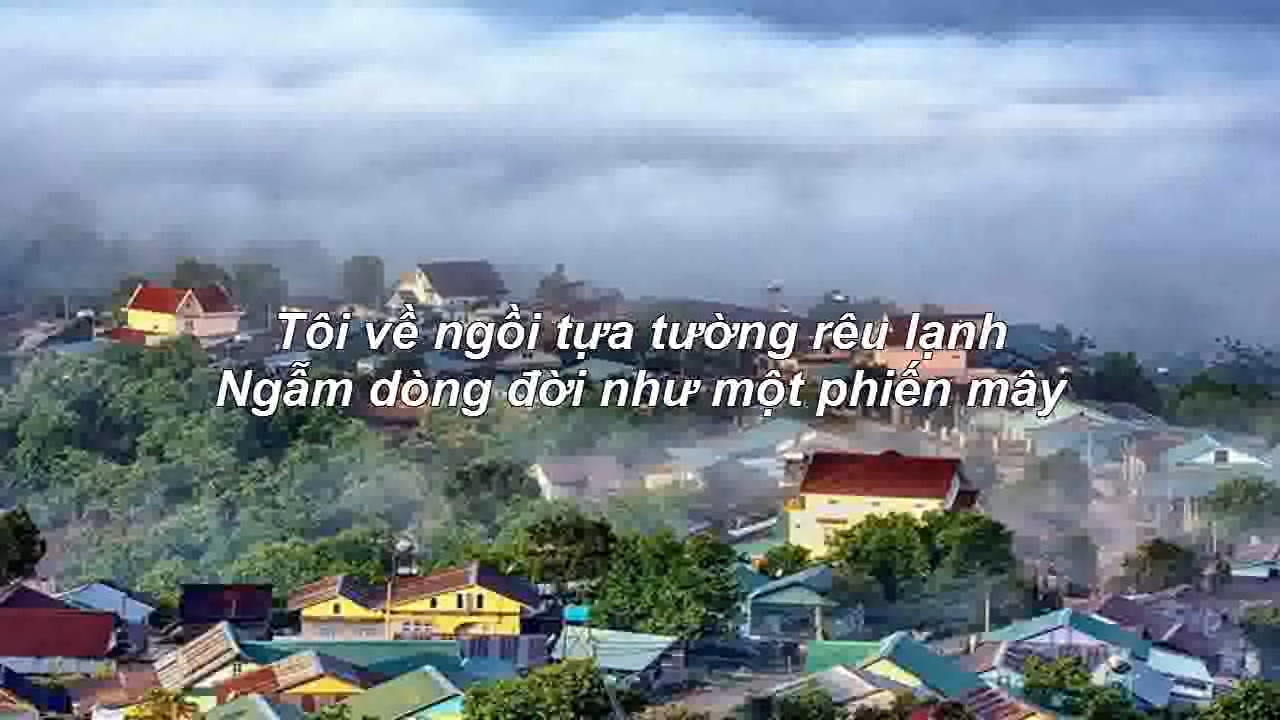 Tôi về ngồi tựa tường rêu lạnh
Ngẫm dòng đời như một phiến mây